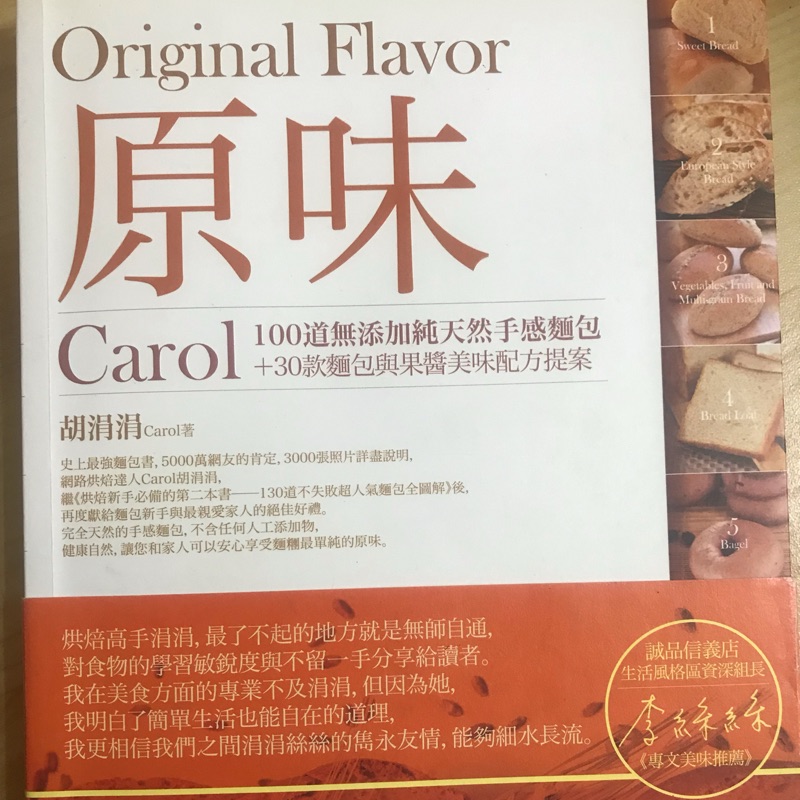 Original Flavor
原味
Carol
100道無添加純天然手感麵包
+30款麵包與果醬美味配方提案
胡涓涓Carol著
史上最強麵包書，5000萬網友的肯定，3000張照片詳盡說明，
網路烘焙達人Carol胡涓涓，
繼《烘焙新手必備的第二本書——130道不失敗超人氣麵包全圖解》後，
再度獻給麵包新手與最親愛家人的絕佳好禮。
完全天然的手感麵包，不含任何人工添加物，
健康自然，讓您和家人可以安心享受麵糰最單純的原味。
1
Sweet Bread
2
European Style
Bread
3
Vegetables, Fruit and
Multigrain Bread
4
Bread Loaf
5
Bagel
烘焙高手涓涓，最了不起的地方就是無師自通，
對食物的學習敏銳度與不留一手分享給讀者。
我在美食方面的專業不及涓涓，但因為她，
我明白了簡單生活也能自在的道理，
我更相信我們之間涓涓絲絲的雋永友情，能夠細水長流。
誠品信義店
生活風格區資深組長
李絲絲
《專文美味推薦》